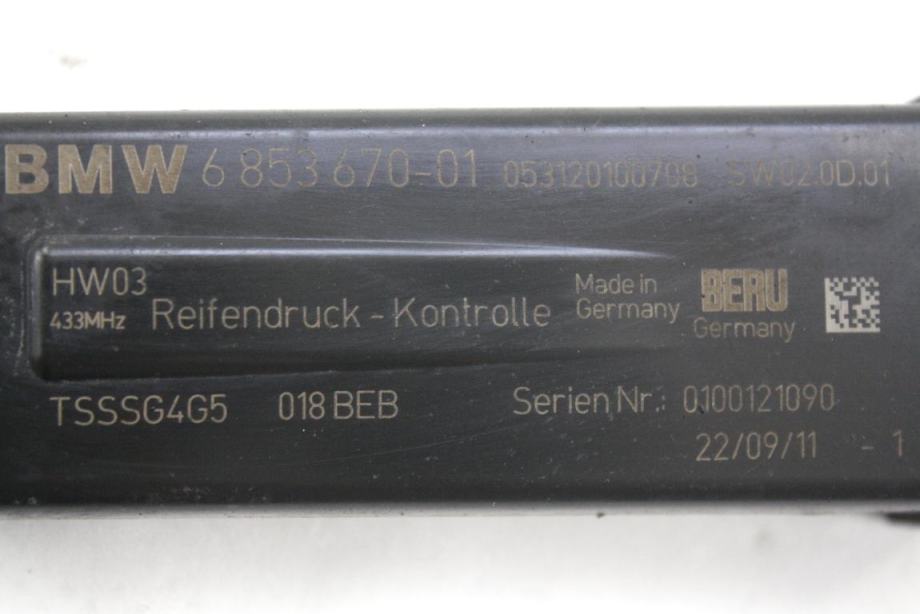 BMW 6 853 670-01 053120100708 SW02.0D.01
HW03
433MHz Reifendruck - Kontrolle
Made in
Germany
BERU
Germany
TSSSG4G5 018 BEB Serien Nr.: 0100121090
22/09/11 - 1